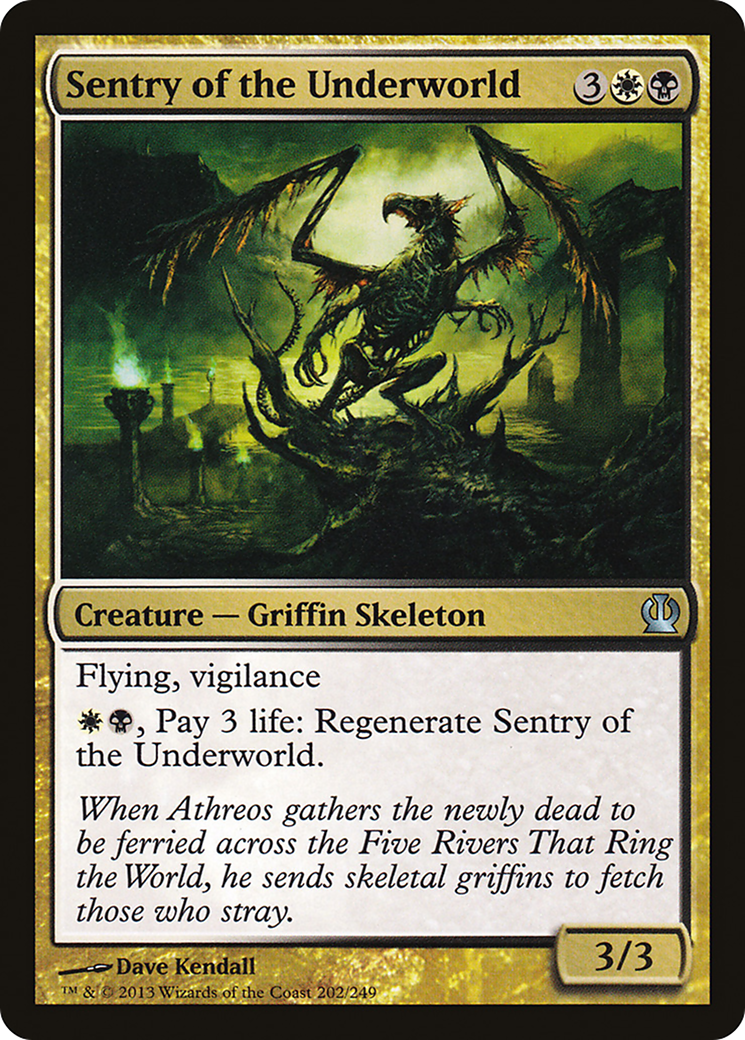 Sentry of the Underworld 3
Creature — Griffin Skeleton
Flying, vigilance
, Pay 3 life: Regenerate Sentry of
the Underworld.
When Athreos gathers the newly dead to
be ferried across the Five Rivers That Ring
the World, he sends skeletal griffins to fetch
those who stray.
3/3
Dave Kendall
™ & © 2013 Wizards of the Coast 202/249